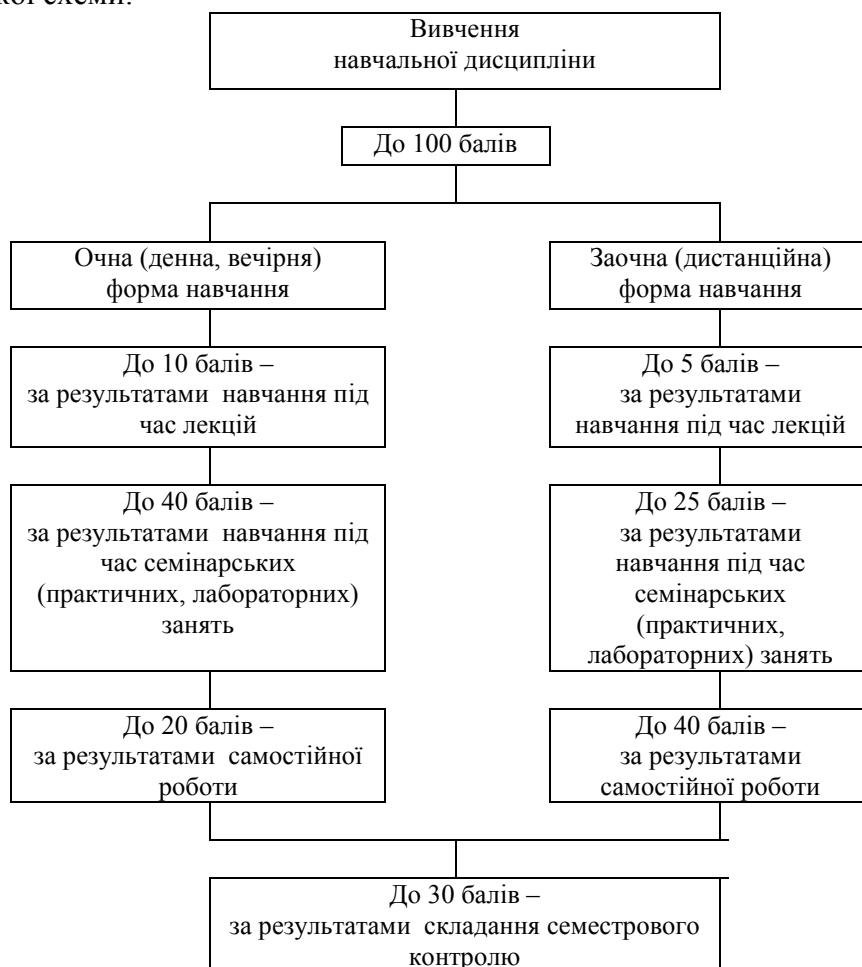 Вивчення
навчальної дисципліни
До 100 балів
Очна (денна, вечірня)
форма навчання
Заочна (дистанційна)
форма навчання
До 10 балів –
за результатами навчання під
час лекцій
До 5 балів –
за результатами
навчання під час лекцій
До 40 балів –
за результатами навчання під
час семінарських
(практичних, лабораторних)
занять
До 25 балів –
за результатами
навчання під час
семінарських
(практичних,
лабораторних) занять
До 20 балів –
за результатами самостійної
роботи
До 40 балів –
за результатами
самостійної роботи
До 30 балів –
за результатами складання семестрового
контролю